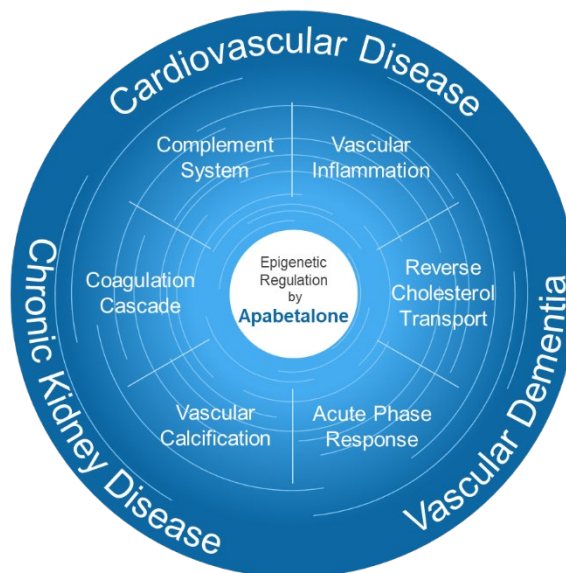 Cardiovascular Disease
Complement
System
Vascular
Inflammation
Coagulation
Cascade
Epigenetic
Regulation
by
Apabetalone
Reverse
Cholesterol
Transport
Vascular
Calcification
Acute Phase
Response
Chronic Kidney Disease
Vascular Dementia